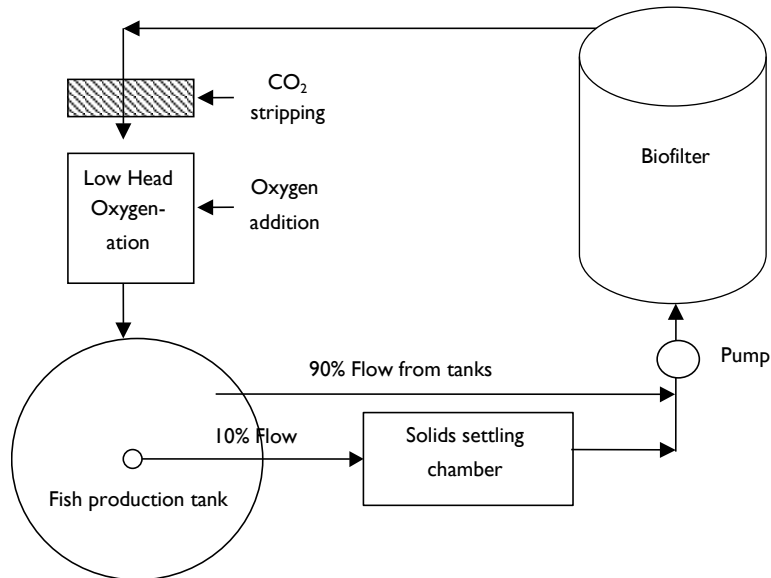 CO₂
stripping
Biofilter
Low Head
Oxygen-
ation
Oxygen
addition
Pump
90% Flow from tanks
10% Flow
Solids settling
chamber
Fish production tank